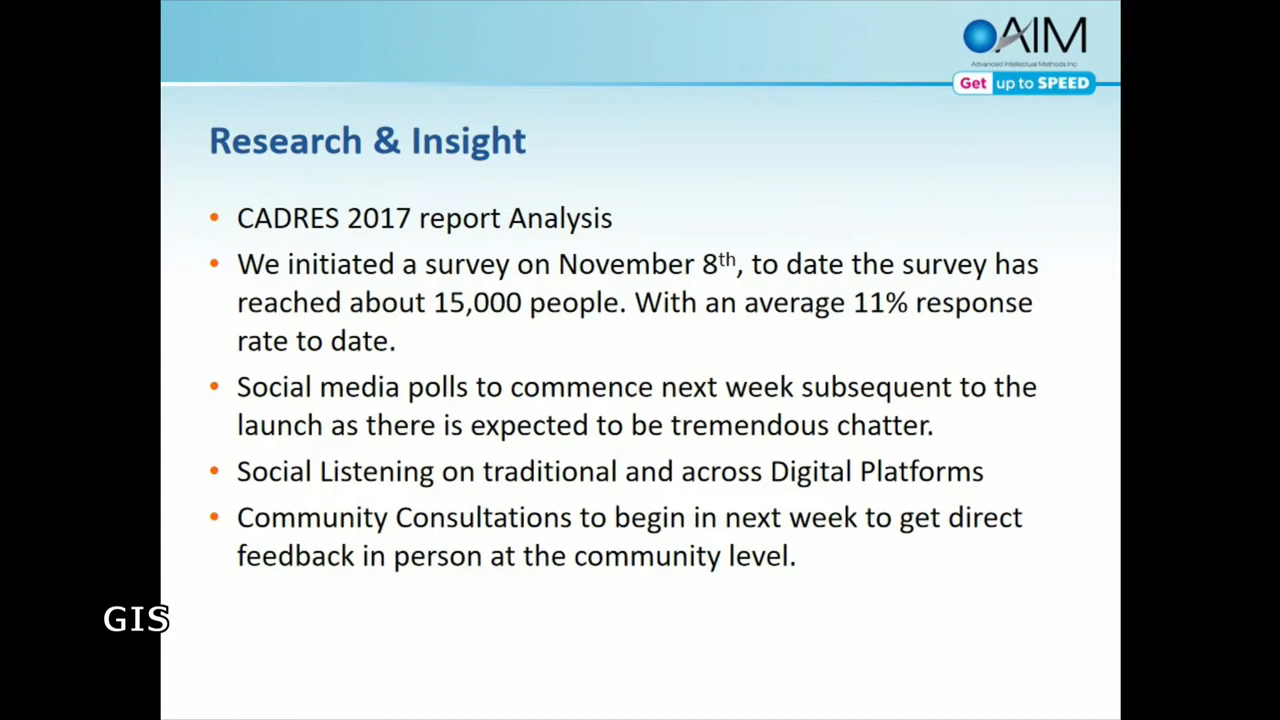 AIM
Advanced Intellectual Methods Inc
Get up to SPEED
Research & Insight
• CADRES 2017 report Analysis
• We initiated a survey on November 8th, to date the survey has
reached about 15,000 people. With an average 11% response
rate to date.
• Social media polls to commence next week subsequent to the
launch as there is expected to be tremendous chatter.
• Social Listening on traditional and across Digital Platforms
• Community Consultations to begin in next week to get direct
feedback in person at the community level.
GIS